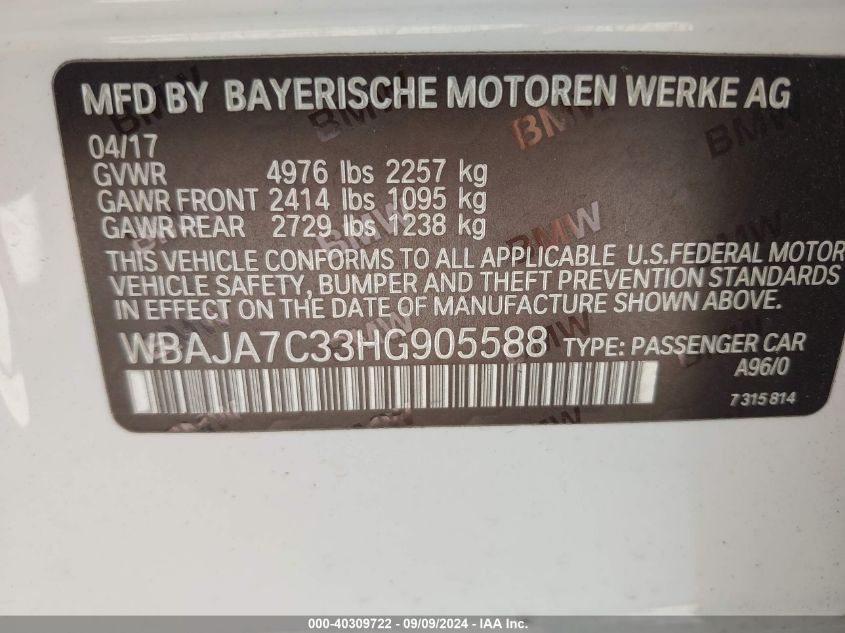 MFD BY BAYERISCHE MOTOREN WERKE AG
04/17
GVWR 4976 lbs 2257 kg
GAWR FRONT 2414 lbs 1095 kg
GAWR REAR 2729 lbs 1238 kg
THIS VEHICLE CONFORMS TO ALL APPLICABLE U.S.FEDERAL MOTOR
VEHICLE SAFETY, BUMPER AND THEFT PREVENTION STANDARDS
IN EFFECT ON THE DATE OF MANUFACTURE SHOWN ABOVE.
WBAJA7C33HG905588 TYPE: PASSENGER CAR
A96/0
7315814
000-40309722 - 09/09/2024 - IAA Inc.